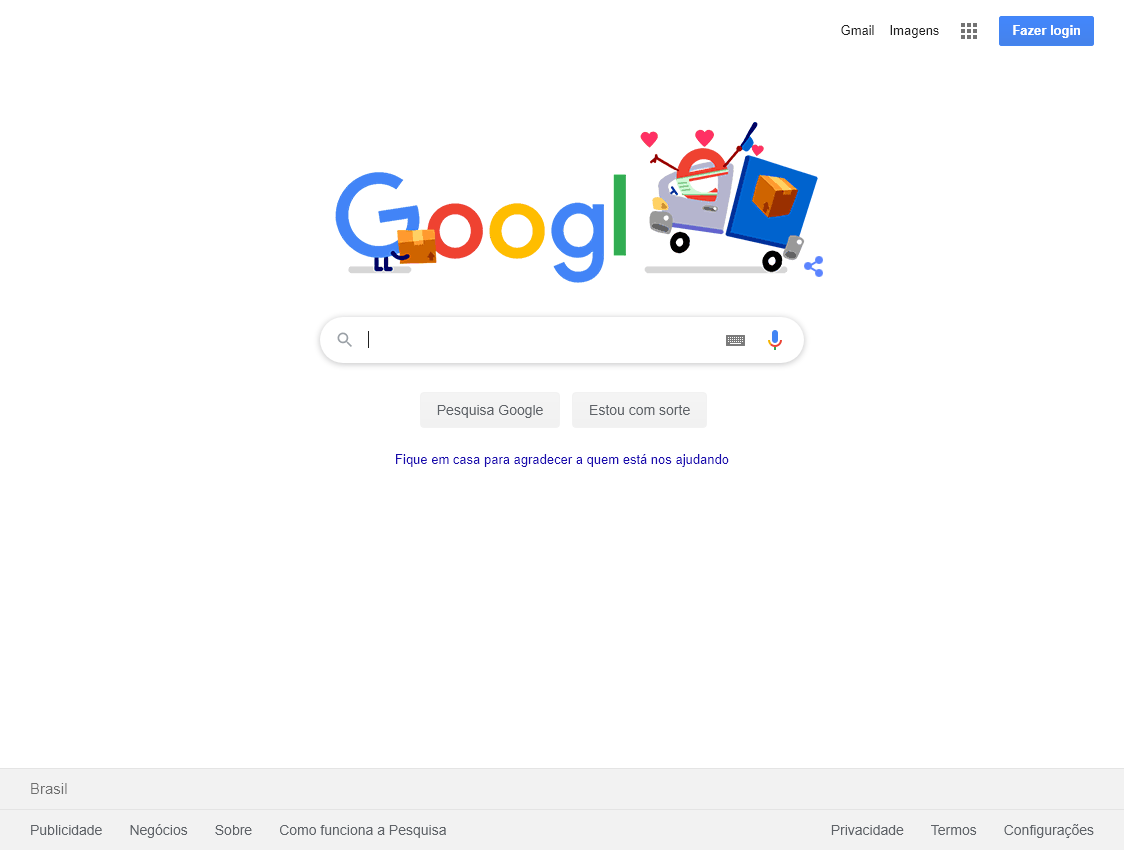 Gmail Imagens Fazer login
Google
Pesquisa Google Estou com sorte
Fique em casa para agradecer a quem está nos ajudando
Brasil
Publicidade Negócios Sobre Como funciona a Pesquisa Privacidade Termos Configurações